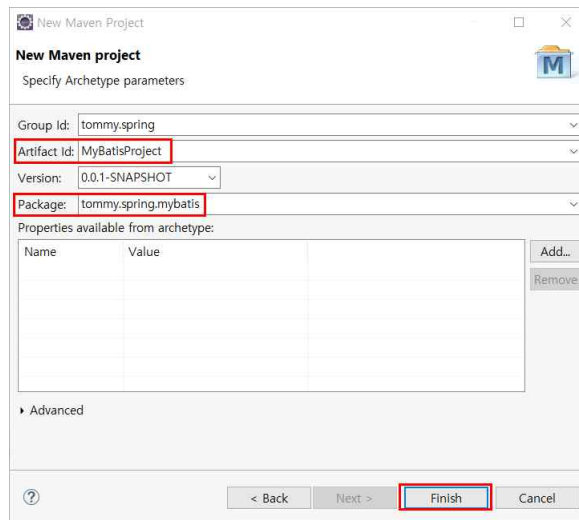 New Maven Project
New Maven project
Specify Archetype parameters
M
Group Id: tommy.spring
Artifact Id: MyBatisProject
Version: 0.0.1-SNAPSHOT
Package: tommy.spring.mybatis
Properties available from archetype:
Name Value Add...
Remove
Advanced
? < Back Next > Finish Cancel